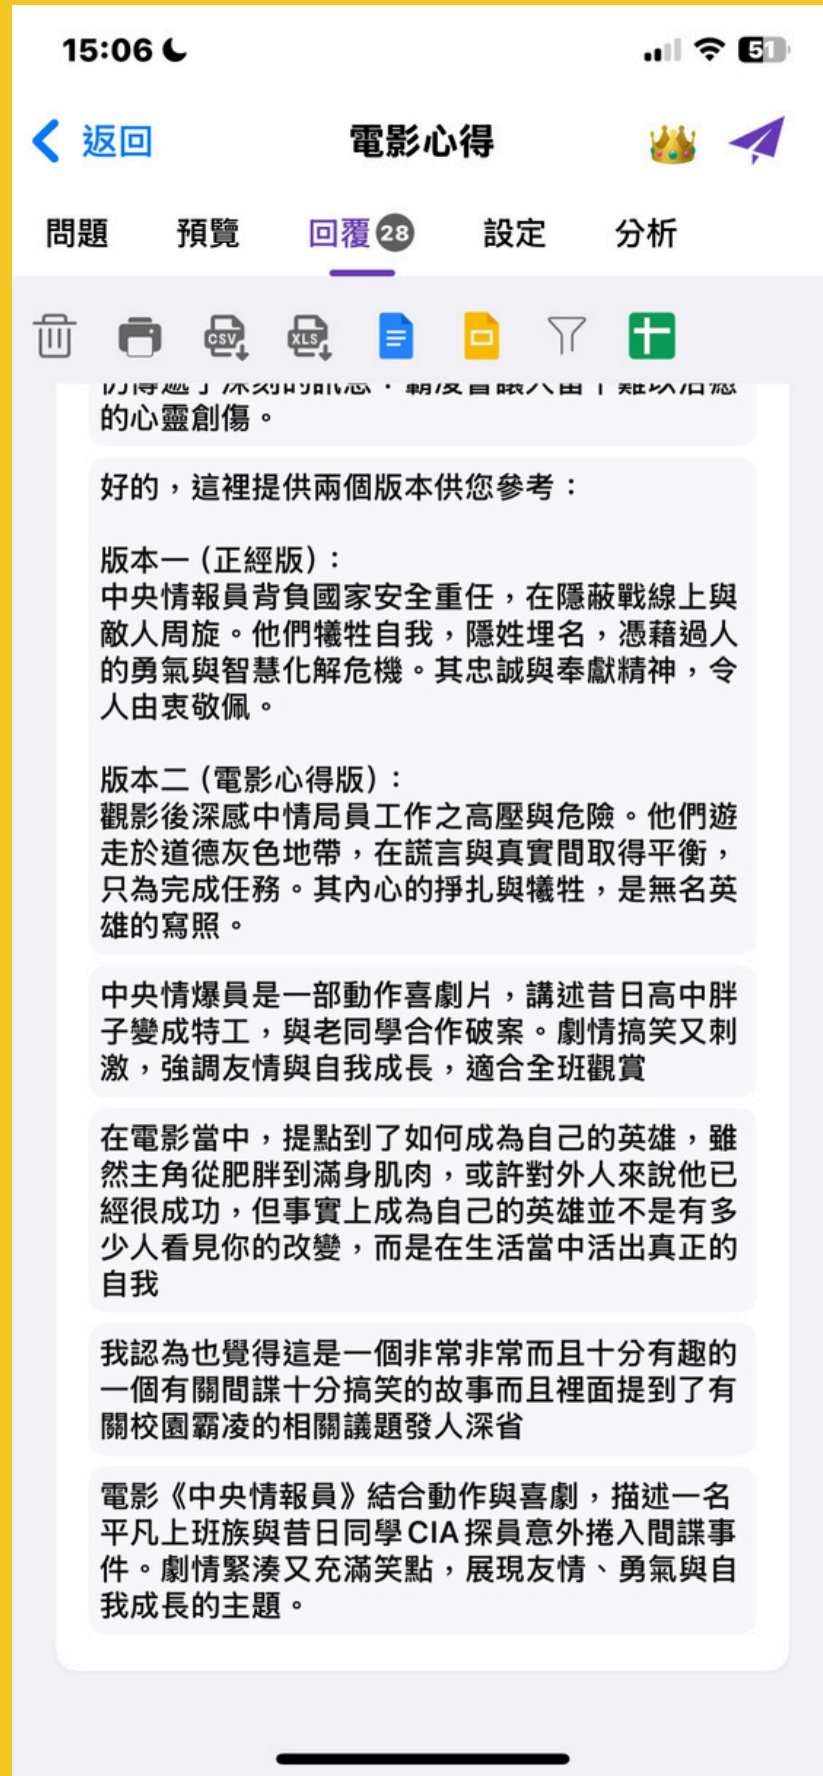 15:06
51
返回
電影心得
問題
預覽
回覆 28
設定
分析
CSV
XLS
的心靈創傷。
好的，這裡提供兩個版本供您參考：
版本一 (正經版)：
中央情報員背負國家安全重任，在隱蔽戰線上與
敵人周旋。他們犧牲自我，隱姓埋名，憑藉過人
的勇氣與智慧化解危機。其忠誠與奉獻精神，令
人由衷敬佩。
版本二 (電影心得版)：
觀影後深感中情局員工作之高壓與危險。他們遊
走於道德灰色地帶，在謊言與真實間取得平衡，
只為完成任務。其內心的掙扎與犧牲，是無名英
雄的寫照。
中央情爆員是一部動作喜劇片，講述昔日高中胖
子變成特工，與老同學合作破案。劇情搞笑又刺
激，強調友情與自我成長，適合全班觀賞
在電影當中，提點到了如何成為自己的英雄，雖
然主角從肥胖到滿身肌肉，或許對外人來說他已
經很成功，但事實上成為自己的英雄並不是有多
少人看見你的改變，而是在生活當中活出真正的
自我
我認為也覺得這是一個非常非常而且十分有趣的
一個有關間諜十分搞笑的故事而且裡面提到了有
關校園霸凌的相關議題發人深省
電影《中央情報員》結合動作與喜劇，描述一名
平凡上班族與昔日同學CIA探員意外捲入間諜事
件。劇情緊湊又充滿笑點，展現友情、勇氣與自
我成長的主題。